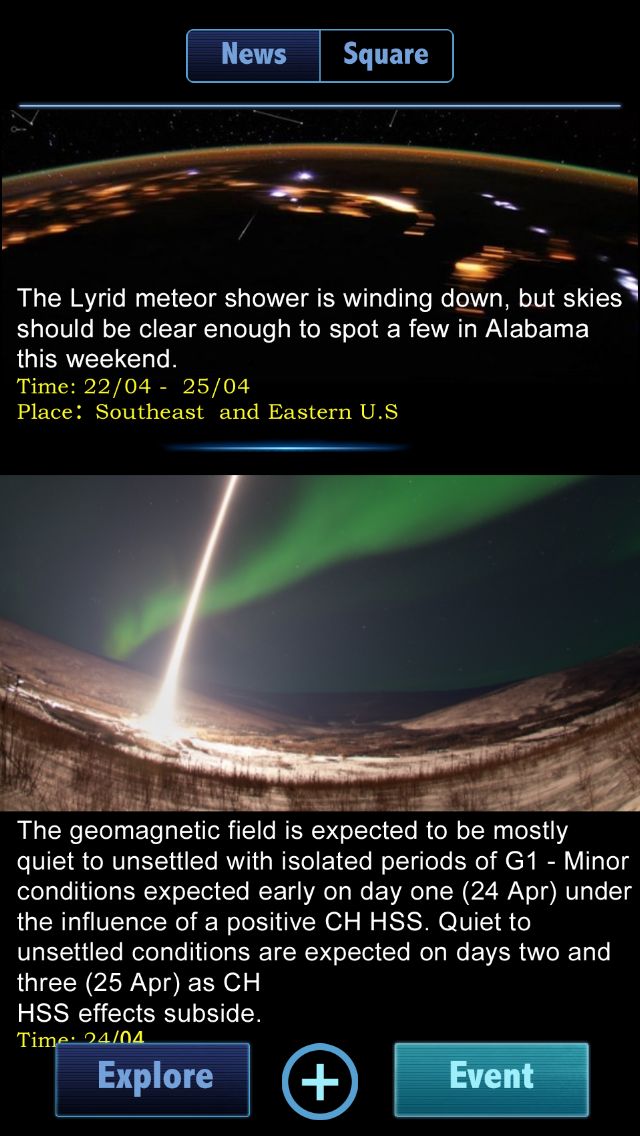 News Square
The Lyrid meteor shower is winding down, but skies
should be clear enough to spot a few in Alabama
this weekend.
Time: 22/04 - 25/04
Place: Southeast and Eastern U.S
The geomagnetic field is expected to be mostly
quiet to unsettled with isolated periods of G1 - Minor
conditions expected early on day one (24 Apr) under
the influence of a positive CH HSS. Quiet to
unsettled conditions are expected on days two and
three (25 Apr) as CH
HSS effects subside.
Time: 24/04
Explore + Event